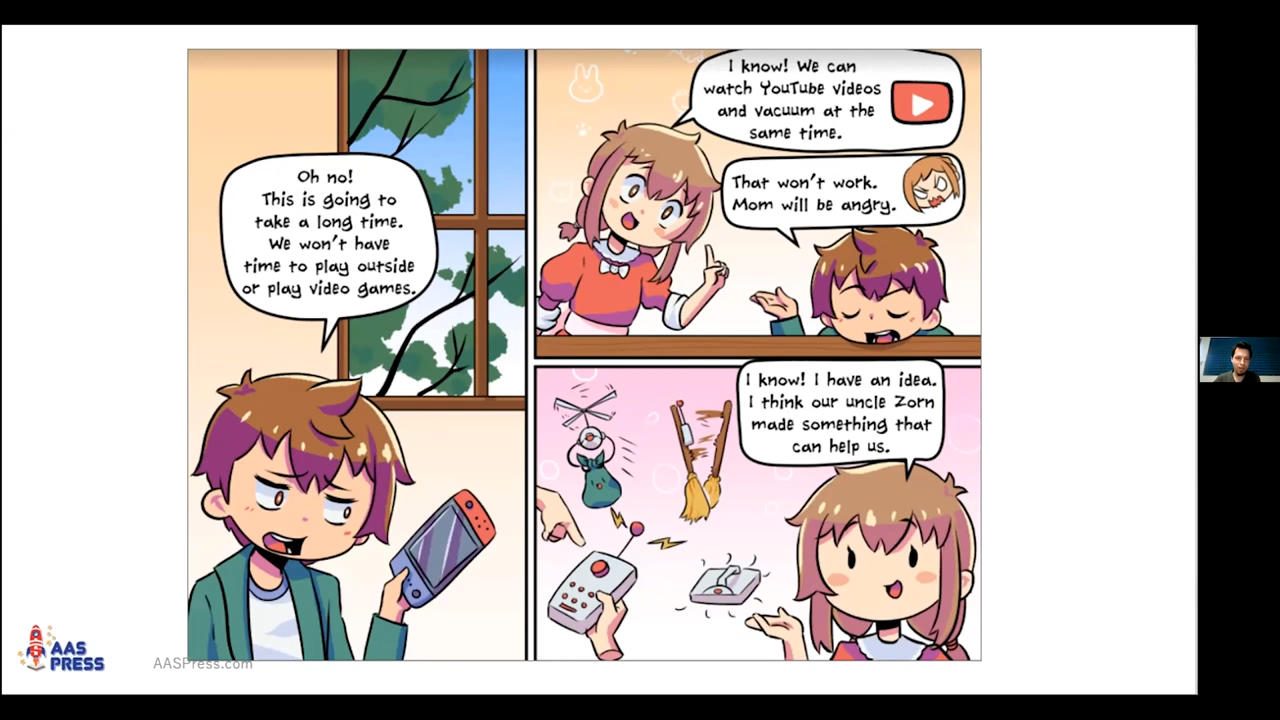 Oh no!
This is going to
take a long time.
We won't have
time to play outside
or play video games.
I know! We can
watch YouTube videos
and vacuum at the
same time.
That won't work.
Mom will be angry.
I know! I have an idea.
I think our uncle Zorn
made something that
can help us.
AAS
PRESS
AASPress.com